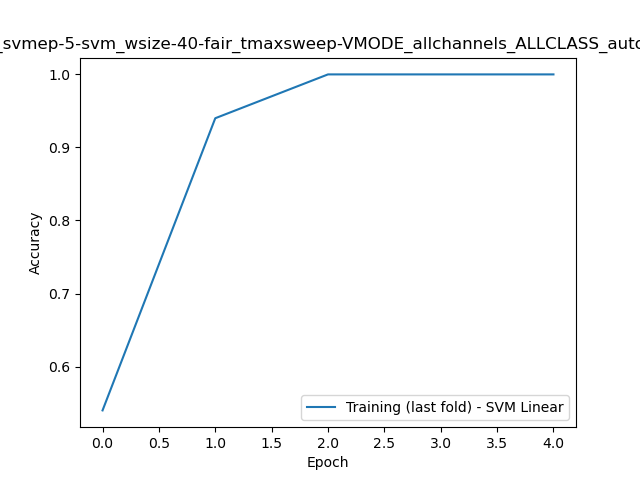 _svmep-5-svm_wsize-40-fair_tmaxsweep-VMODE_allchannels_ALLCLASS_auto
1.0
0.9
0.8
0.7
0.6
Accuracy
0.0 0.5 1.0 1.5 2.0 2.5 3.0 3.5 4.0
Epoch
Training (last fold) - SVM Linear